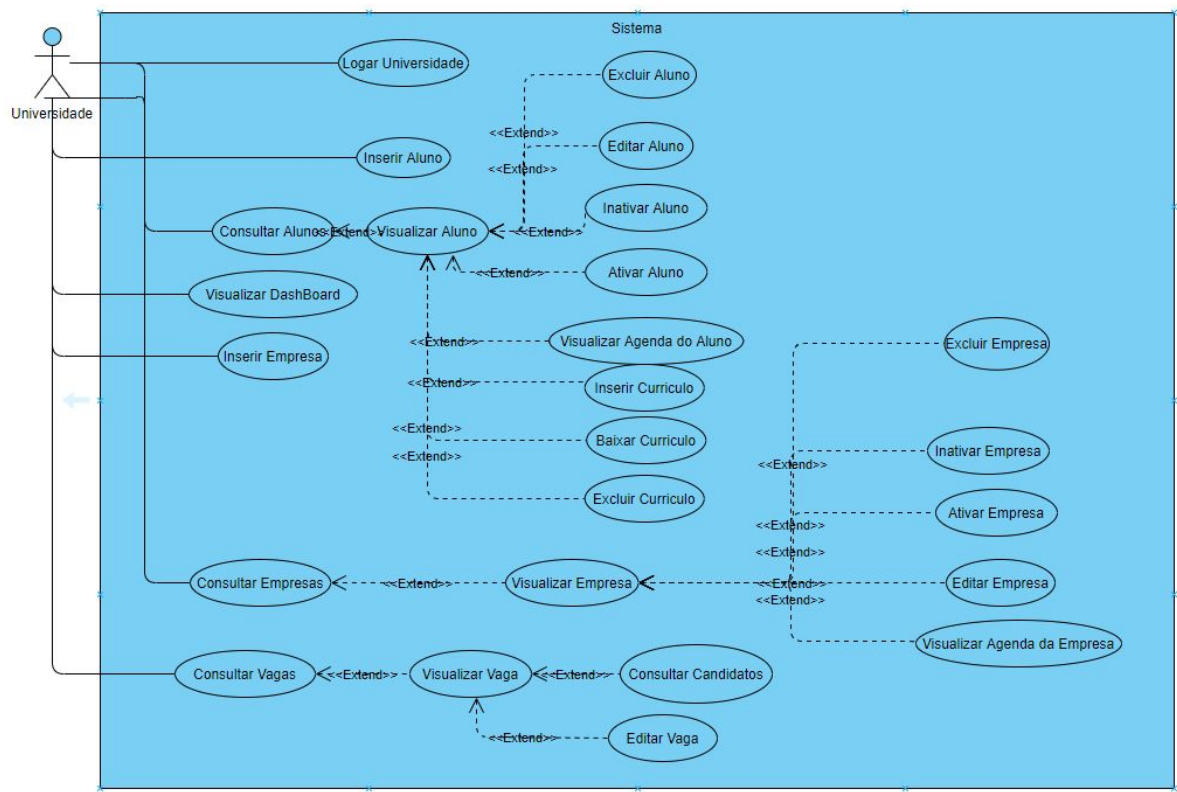 Sistema
Universidade
Logar Universidade
Excluir Aluno
<<Extend>>
Editar Aluno
<<Extend>>
Inserir Aluno
Inativar Aluno
Consultar Alunos
<<Extend>>
Visualizar Aluno
<<Extend>>
Ativar Aluno
<<Extend>>
Visualizar DashBoard
Inserir Empresa
<<Extend>>
Visualizar Agenda do Aluno
Excluir Empresa
<<Extend>>
Inserir Curriculo
<<Extend>>
Baixar Curriculo
<<Extend>>
Inativar Empresa
<<Extend>>
Excluir Curriculo
Ativar Empresa
<<Extend>>
<<Extend>>
Consultar Empresas
<<Extend>>
Visualizar Empresa
<<Extend>>
Editar Empresa
<<Extend>>
Visualizar Agenda da Empresa
Consultar Vagas
<<Extend>>
Visualizar Vaga
<<Extend>>
Consultar Candidatos
<<Extend>>
Editar Vaga